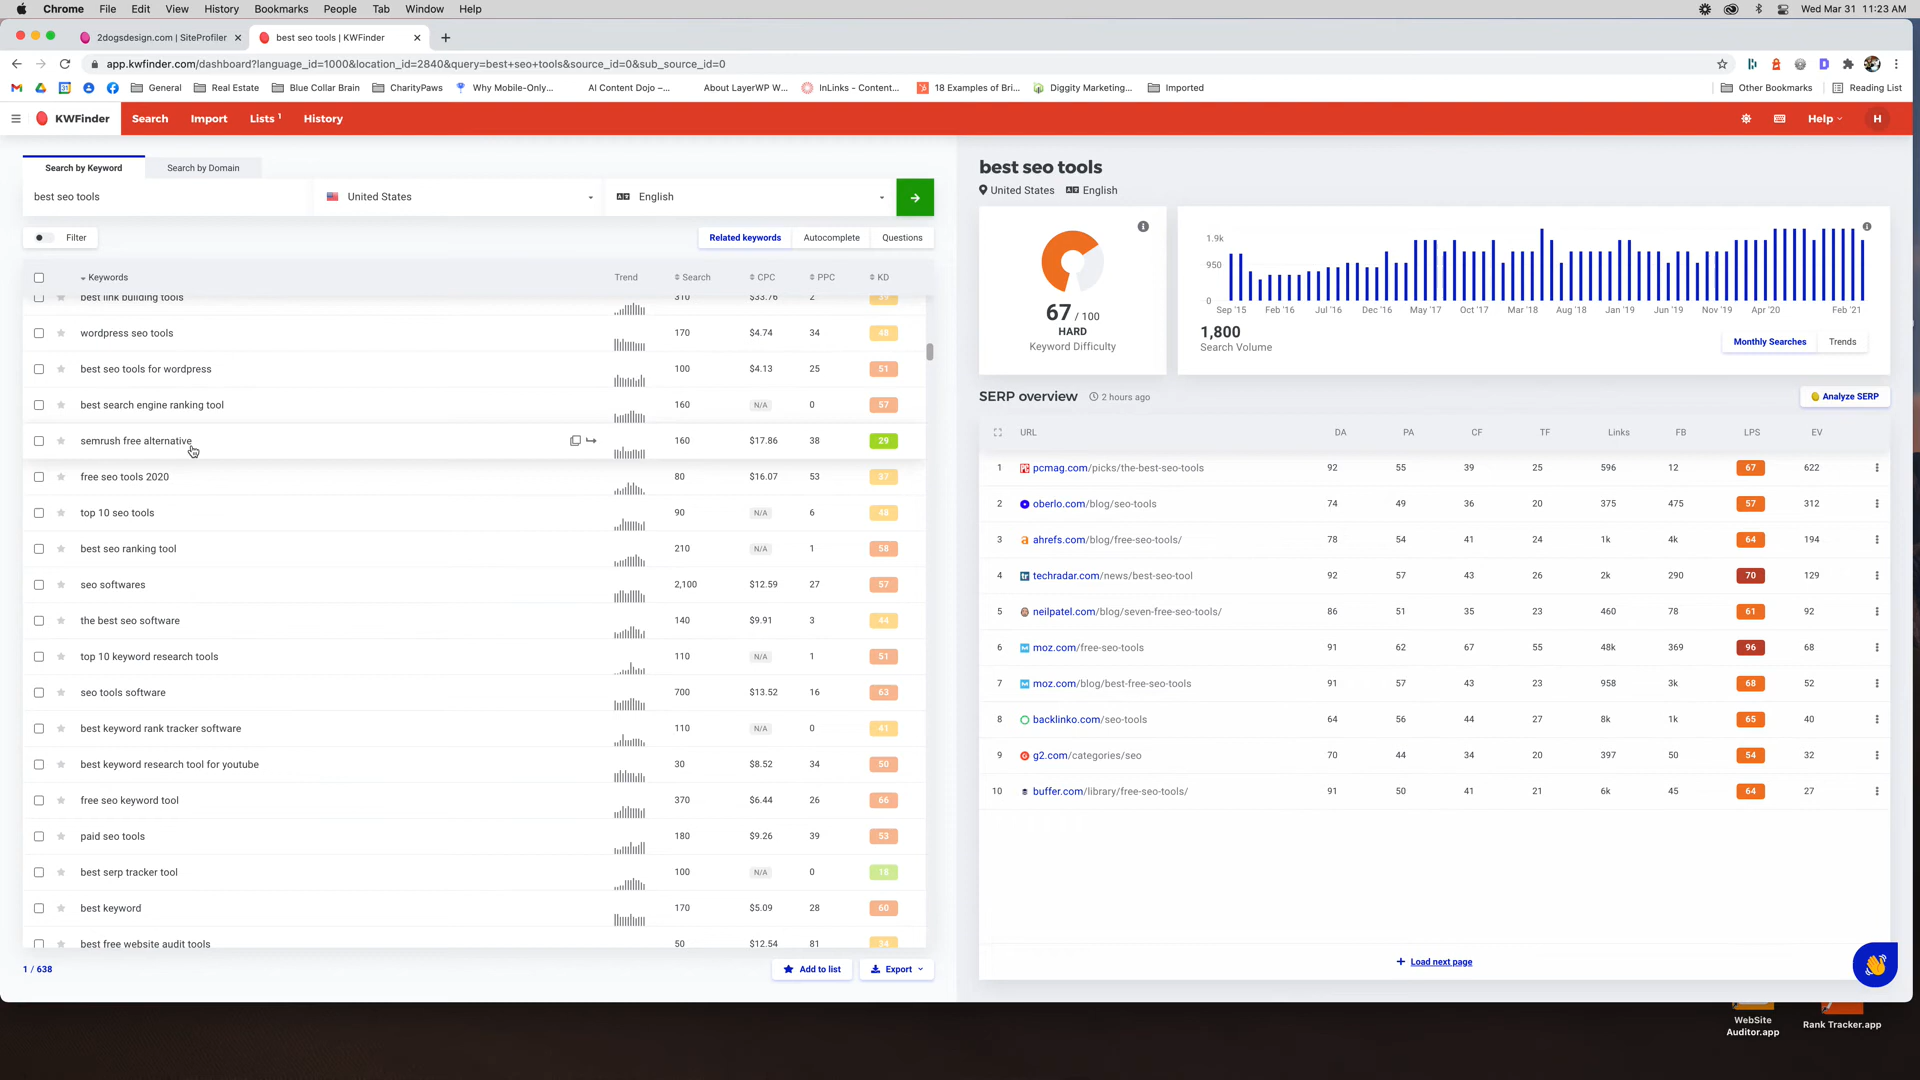 Chrome File Edit View History Bookmarks People Tab Window Help Wed Mar 31 11:23 AM
2dogsdesign.com | SiteProfiler best seo tools | KWFinder
app.kwfinder.com/dashboard?language_id=1000&location_id=2840&query=best+seo+tools&source_id=0&sub_source_id=0
General Real Estate Blue Collar Brain CharityPaws Why Mobile-Only... AI Content Dojo –... About LayerWP W... InLinks - Content... 18 Examples of Bri... Diggity Marketing... Imported Other Bookmarks Reading List
KWFinder Search Import Lists 1 History Help H
Search by Keyword Search by Domain
best seo tools United States English
Filter Related keywords Autocomplete Questions
Keywords Trend Search CPC PPC KD
best link building tools 310 $33.76 2 39
wordpress seo tools 170 $4.74 34 48
best seo tools for wordpress 100 $4.13 25 51
best search engine ranking tool 160 N/A 0 57
semrush free alternative 160 $17.86 38 29
free seo tools 2020 80 $16.07 53 37
top 10 seo tools 90 N/A 6 48
best seo ranking tool 210 N/A 1 58
seo softwares 2,100 $12.59 27 57
the best seo software 140 $9.91 3 44
top 10 keyword research tools 110 N/A 1 51
seo tools software 700 $13.52 16 63
best keyword rank tracker software 110 N/A 0 41
best keyword research tool for youtube 30 $8.52 34 50
free seo keyword tool 370 $6.44 26 66
paid seo tools 180 $9.26 39 53
best serp tracker tool 100 N/A 0 18
best keyword 170 $5.09 28 60
best free website audit tools 50 $12.54 81 34
1 / 638 Add to list Export
best seo tools
United States English
67 / 100
HARD
Keyword Difficulty
1.9k
950
0
Sep '15 Feb '16 Jul '16 Dec '16 May '17 Oct '17 Mar '18 Aug '18 Jan '19 Jun '19 Nov '19 Apr '20 Feb '21
1,800
Search Volume
Monthly Searches Trends
SERP overview 2 hours ago Analyze SERP
URL DA PA CF TF Links FB LPS EV
1 pcmag.com/picks/the-best-seo-tools 92 55 39 25 596 12 67 622
2 oberlo.com/blog/seo-tools 74 49 36 20 375 475 57 312
3 ahrefs.com/blog/free-seo-tools/ 78 54 41 24 1k 4k 64 194
4 techradar.com/news/best-seo-tool 92 57 43 26 2k 290 70 129
5 neilpatel.com/blog/seven-free-seo-tools/ 86 51 35 23 460 78 61 92
6 moz.com/free-seo-tools 91 62 67 55 48k 369 96 68
7 moz.com/blog/best-free-seo-tools 91 57 43 23 958 3k 68 52
8 backlinko.com/seo-tools 64 56 44 27 8k 1k 65 40
9 g2.com/categories/seo 70 44 34 20 397 50 54 32
10 buffer.com/library/free-seo-tools/ 91 50 41 21 6k 45 64 27
Load next page
WebSite
Auditor.app
Rank Tracker.app